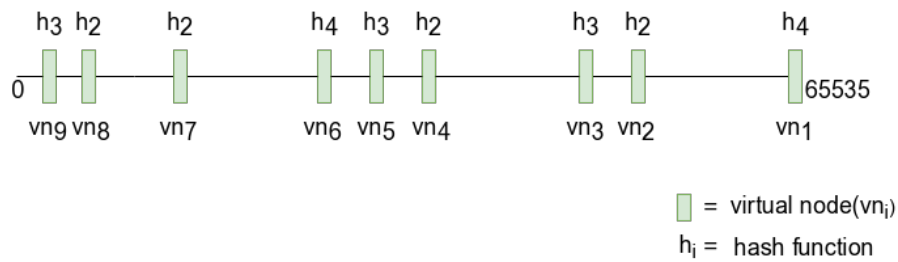 h3 h2 h2 h4 h3 h2 h3 h2 h4
0 65535
vn9 vn8 vn7 vn6 vn5 vn4 vn3 vn2 vn1
= virtual node(vni)
hi = hash function